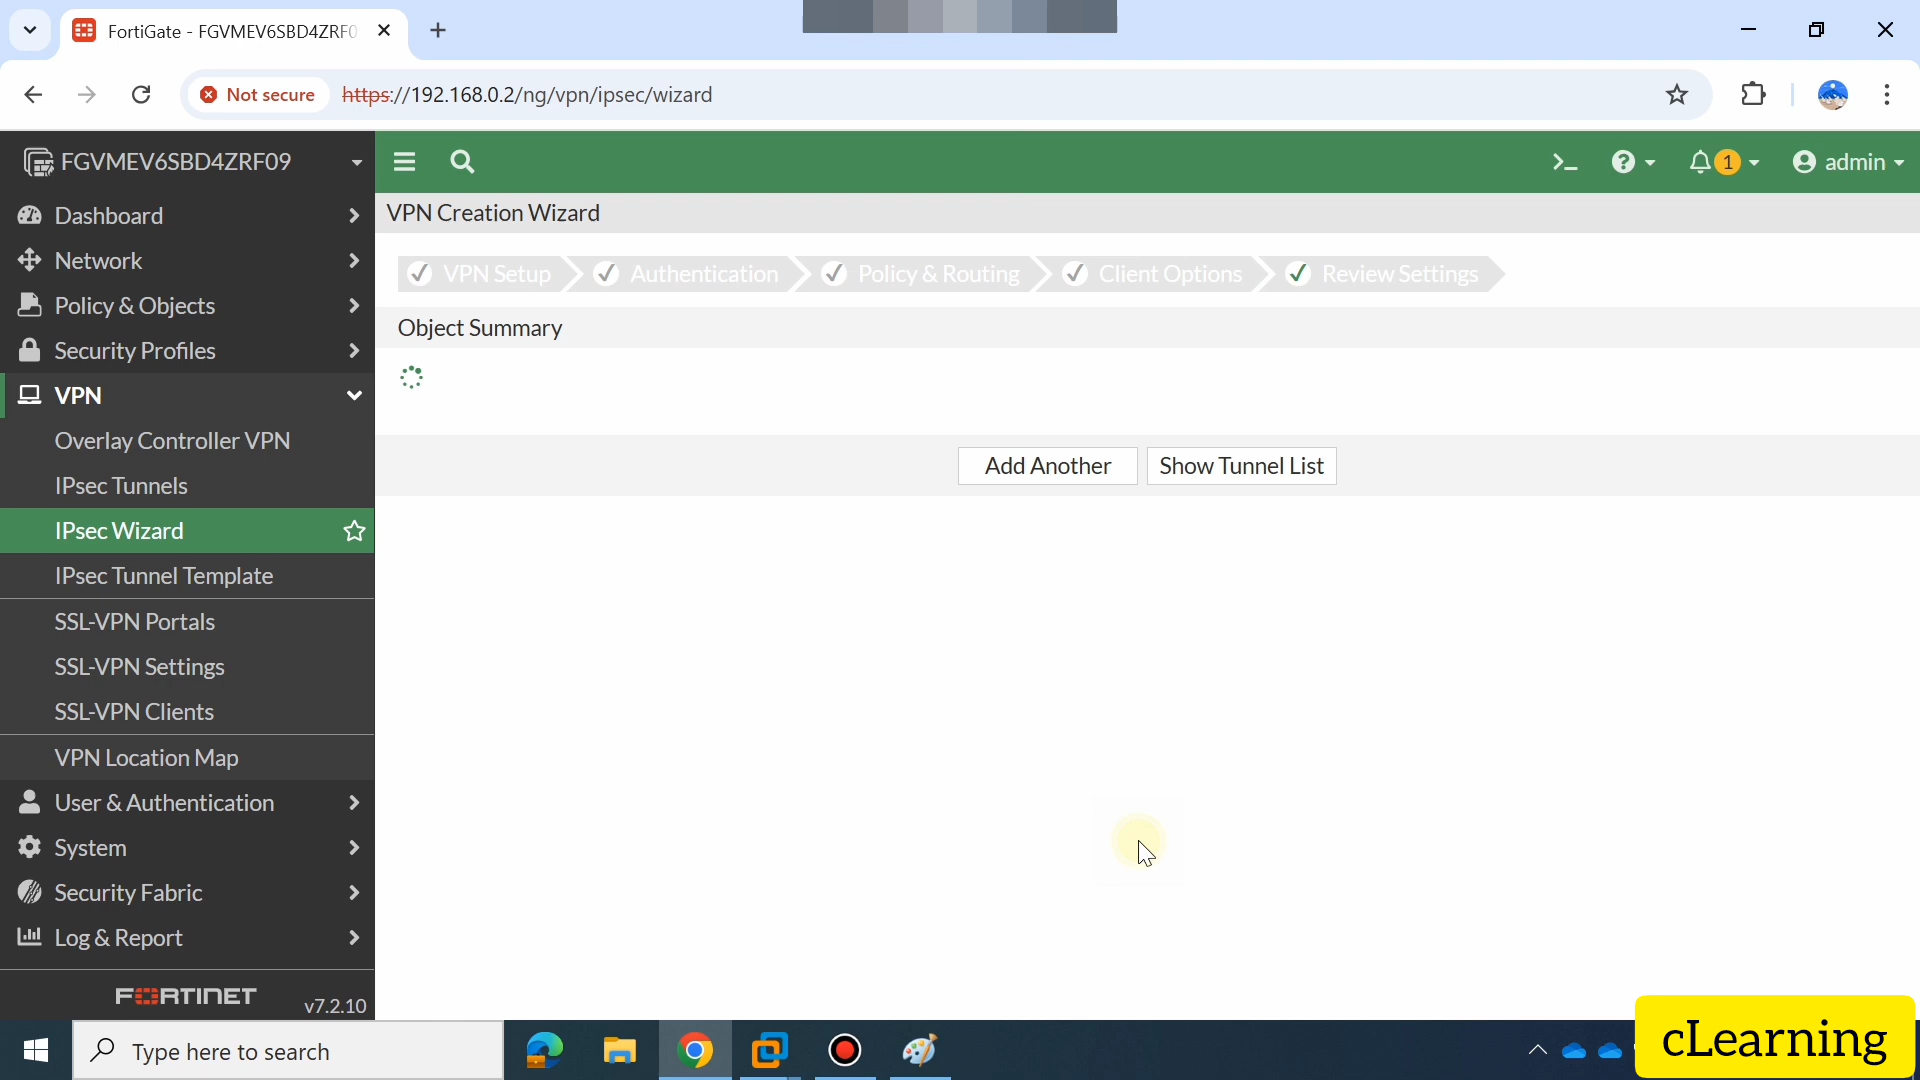 FortiGate - FGVMEV6SBD4ZRF0
Not secure
https://192.168.0.2/ng/vpn/ipsec/wizard
FGVMEV6SBD4ZRF09
1
admin
Dashboard
Network
Policy & Objects
Security Profiles
VPN
Overlay Controller VPN
IPsec Tunnels
IPsec Wizard
IPsec Tunnel Template
SSL-VPN Portals
SSL-VPN Settings
SSL-VPN Clients
VPN Location Map
User & Authentication
System
Security Fabric
Log & Report
FORTINET
v7.2.10
VPN Creation Wizard
VPN Setup
Authentication
Policy & Routing
Client Options
Review Settings
Object Summary
Add Another
Show Tunnel List
Type here to search
cLearning